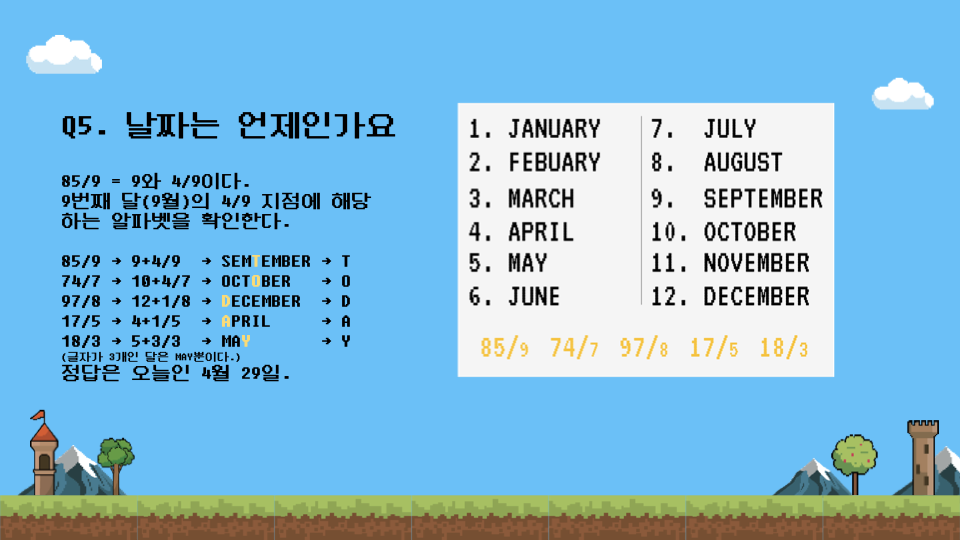 Q5. 날짜는 언제인가요
85/9 = 9와 4/9이다.
9번째 달(9월)의 4/9 지점에 해당
하는 알파벳을 확인한다.
85/9 → 9+4/9 → SEMTEMBER → T
74/7 → 10+4/7 → OCTOBER → O
97/8 → 12+1/8 → DECEMBER → D
17/5 → 4+1/5 → APRIL → A
18/3 → 5+3/3 → MAY → Y
(글자가 3개인 달은 MAY뿐이다.)
정답은 오늘인 4월 29일.
1. JANUARY
2. FEBUARY
3. MARCH
4. APRIL
5. MAY
6. JUNE
7. JULY
8. AUGUST
9. SEPTEMBER
10. OCTOBER
11. NOVEMBER
12. DECEMBER
85/9 74/7 97/8 17/5 18/3